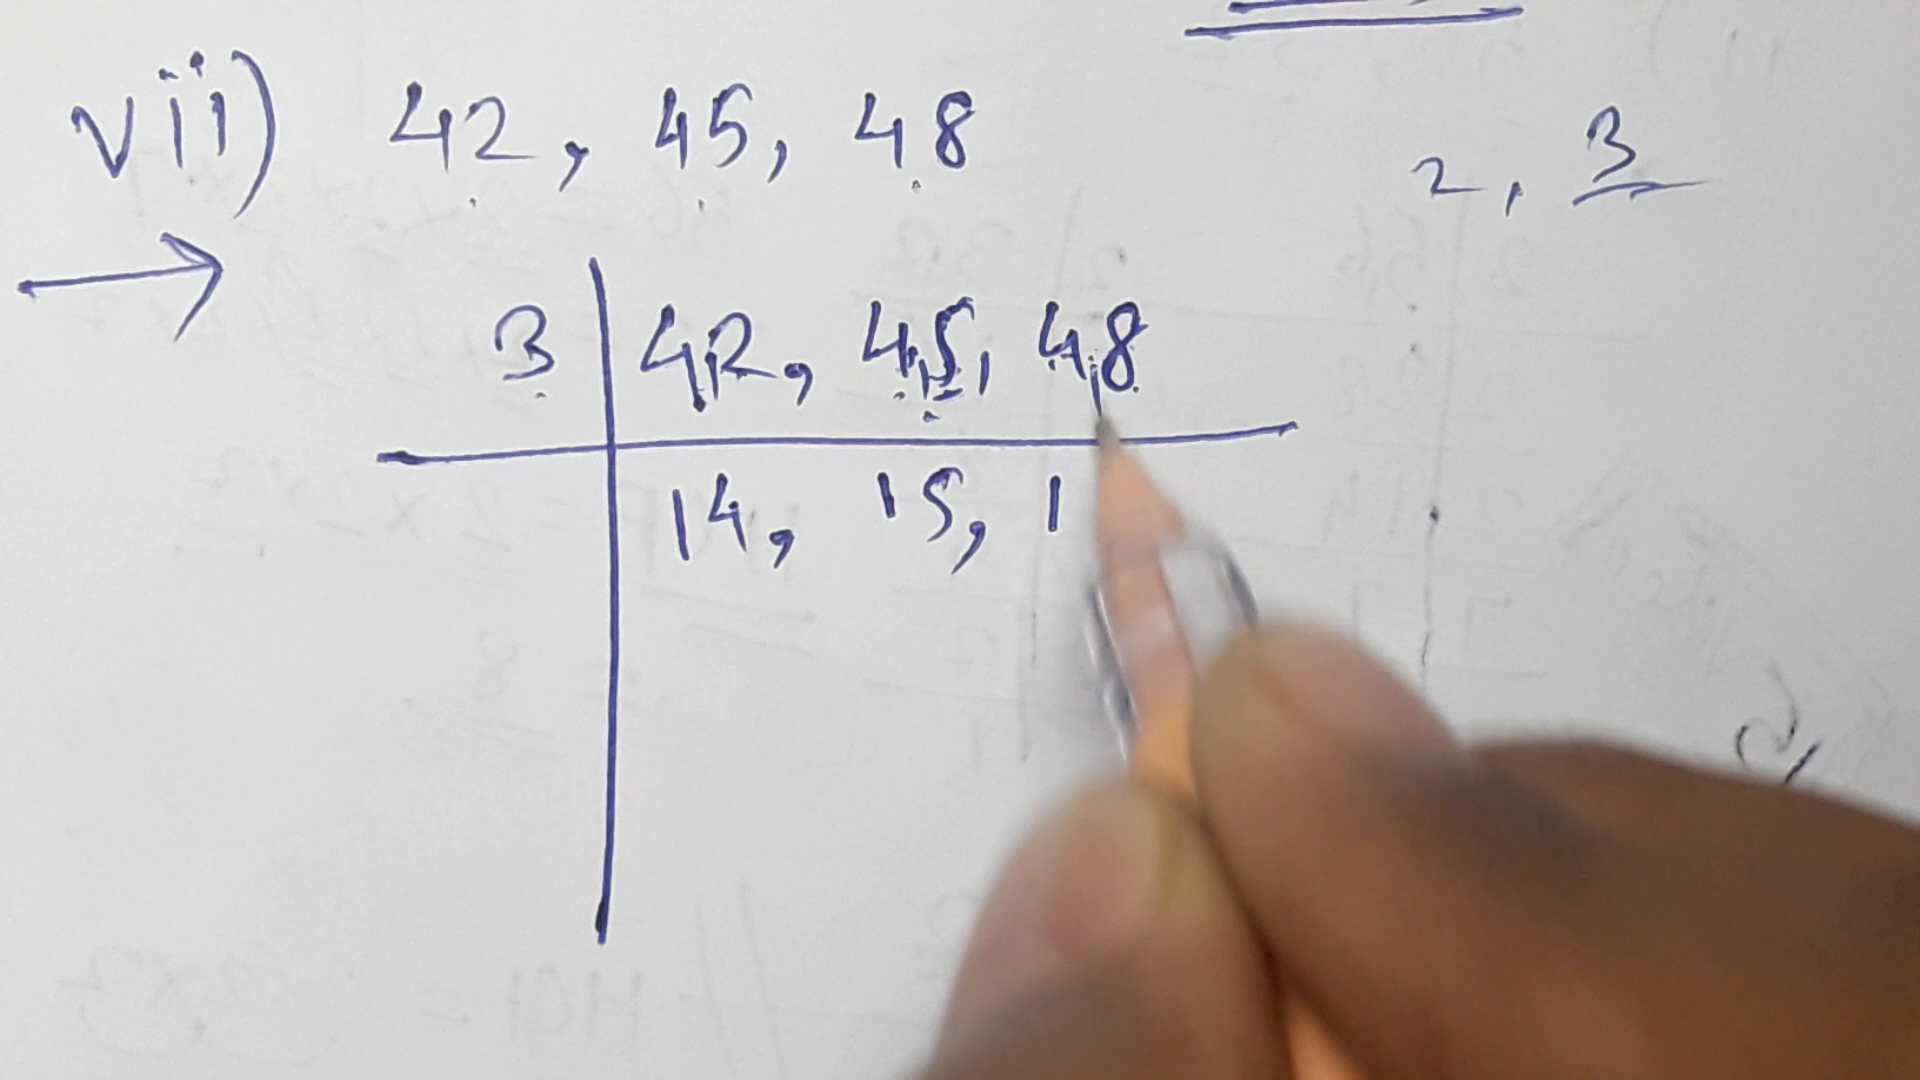 vii) 42, 45, 48
2, 3
3 | 42, 45, 48
14, 15, 1